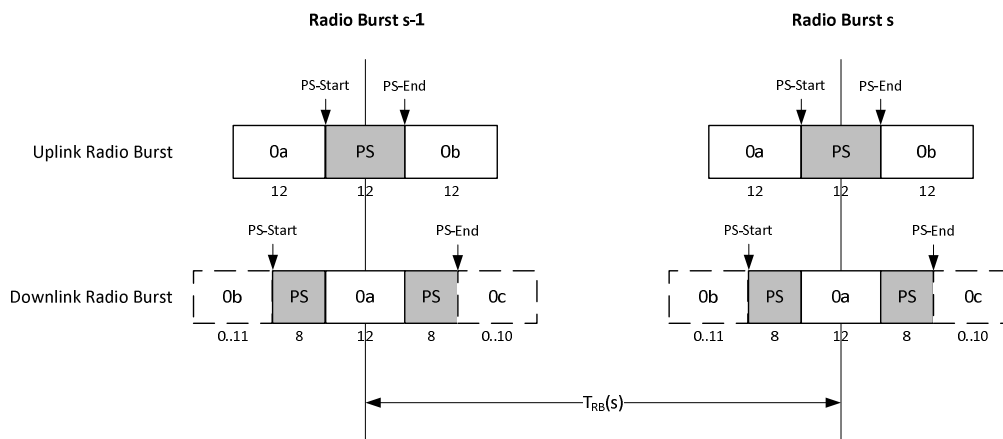 Radio Burst s-1 Radio Burst s
PS-Start PS-End PS-Start PS-End
Uplink Radio Burst 0a PS 0b 0a PS 0b
12 12 12 12 12 12
PS-Start PS-End PS-Start PS-End
Downlink Radio Burst 0b PS 0a PS 0c 0b PS 0a PS 0c
0..11 8 12 8 0..10 0..11 8 12 8 0..10
TRB(s)